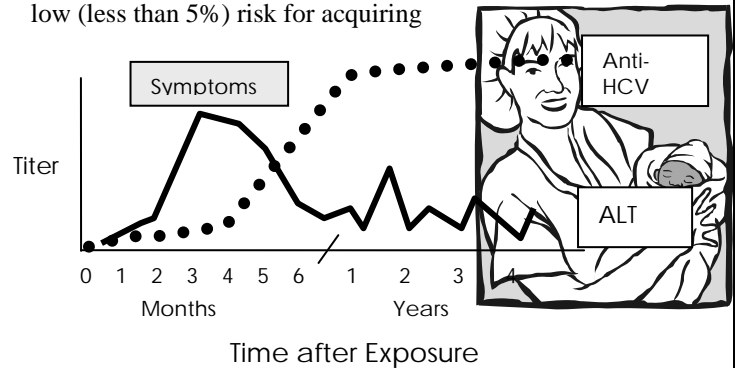 low (less than 5%) risk for acquiring
Symptoms
Anti-
HCV
Titer
ALT
0 1 2 3 4 5 6 1 2 3 4
Months Years
Time after Exposure